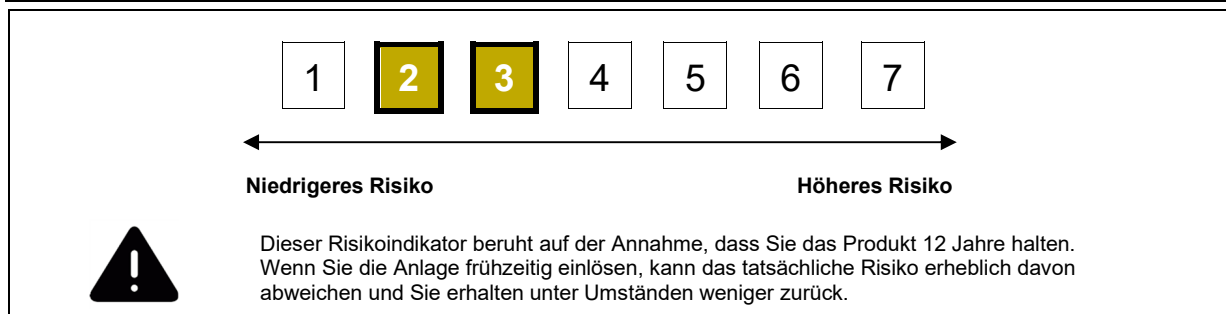 1 2 3 4 5 6 7
Niedrigeres Risiko Höheres Risiko
Dieser Risikoindikator beruht auf der Annahme, dass Sie das Produkt 12 Jahre halten.
Wenn Sie die Anlage frühzeitig einlösen, kann das tatsächliche Risiko erheblich davon
abweichen und Sie erhalten unter Umständen weniger zurück.